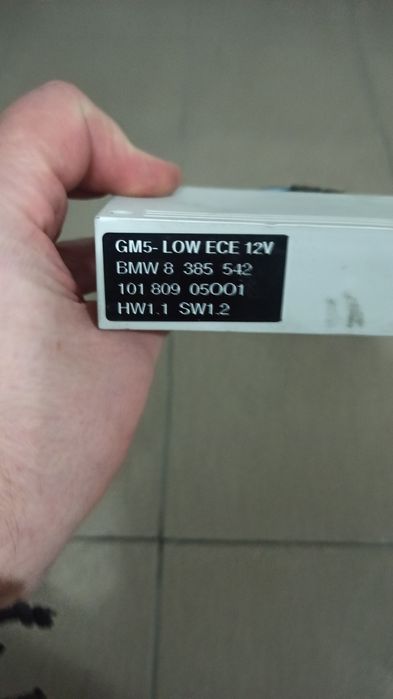 GM5- LOW ECE 12V
BMW 8 385 542
101 809 05001
HW1.1 SW1.2